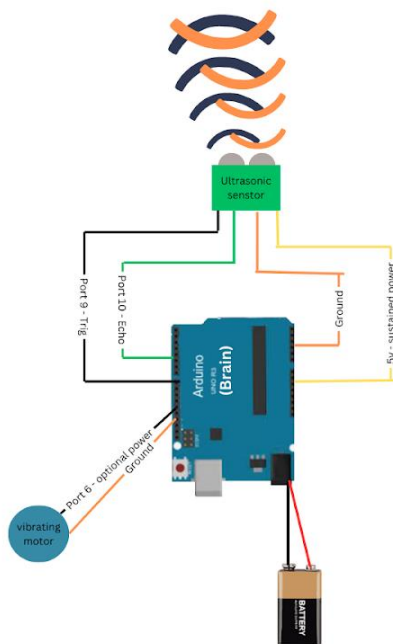 Ultrasonic
senstor
Port 9 - Trig
Port 10 - Echo
Ground
5v - sustained power
Arduino
UNO R3
(Brain)
Port 6 - optional power
Ground
vibrating
motor
BATTERY